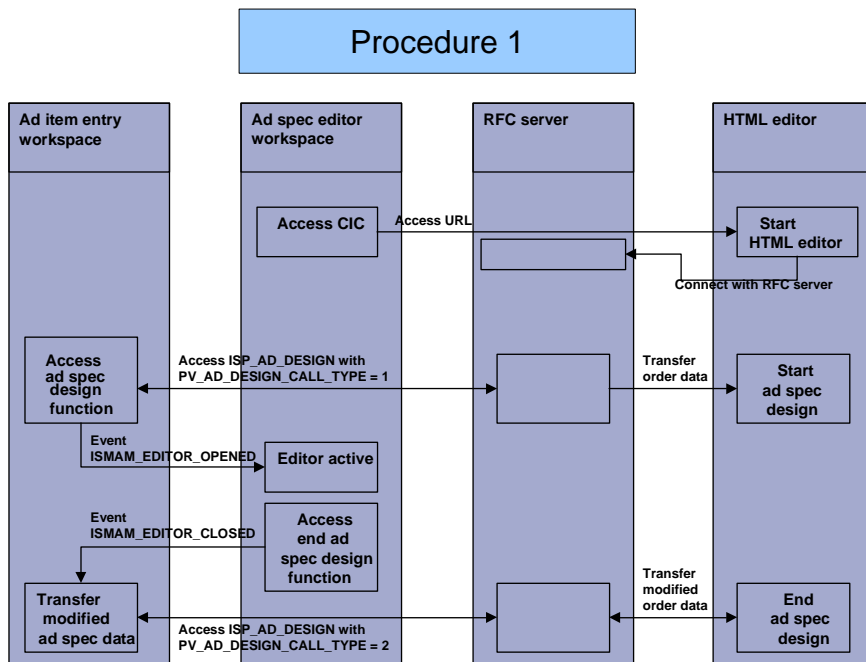 Procedure 1
Ad item entry
workspace
Ad spec editor
workspace
RFC server
HTML editor
Access CIC
Access URL
Start
HTML editor
Connect with RFC server
Access
ad spec
design
function
Access ISP_AD_DESIGN with
PV_AD_DESIGN_CALL_TYPE = 1
Transfer
order data
Start
ad spec
design
Event
ISMAM_EDITOR_OPENED
Editor active
Event
ISMAM_EDITOR_CLOSED
Access
end ad
spec design
function
Transfer
modified
ad spec data
Access ISP_AD_DESIGN with
PV_AD_DESIGN_CALL_TYPE = 2
Transfer
modified
order data
End
ad spec
design